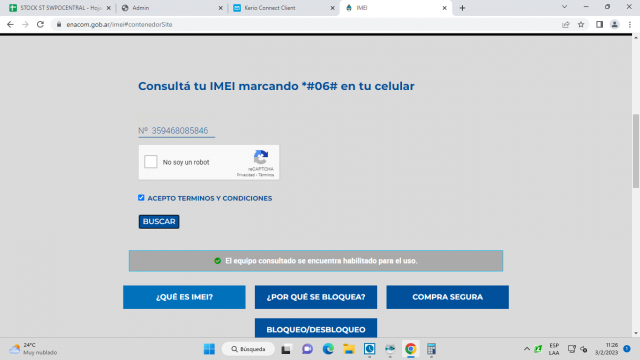 STOCK ST SWPOCENTRAL - Hoja
Admin
Kerio Connect Client
IMEI
enacom.gob.ar/imei#contenedorSite
Consultá tu IMEI marcando *#06# en tu celular
Nº 359468085846
No soy un robot
reCAPTCHA
Privacidad - Términos
ACEPTO TERMINOS Y CONDICIONES
BUSCAR
El equipo consultado se encuentra habilitado para el uso.
¿QUÉ ES IMEI?
¿POR QUÉ SE BLOQUEA?
COMPRA SEGURA
BLOQUEO/DESBLOQUEO
24°C
Muy nublado
Búsqueda
ESP
LAA
11:26
3/2/2023